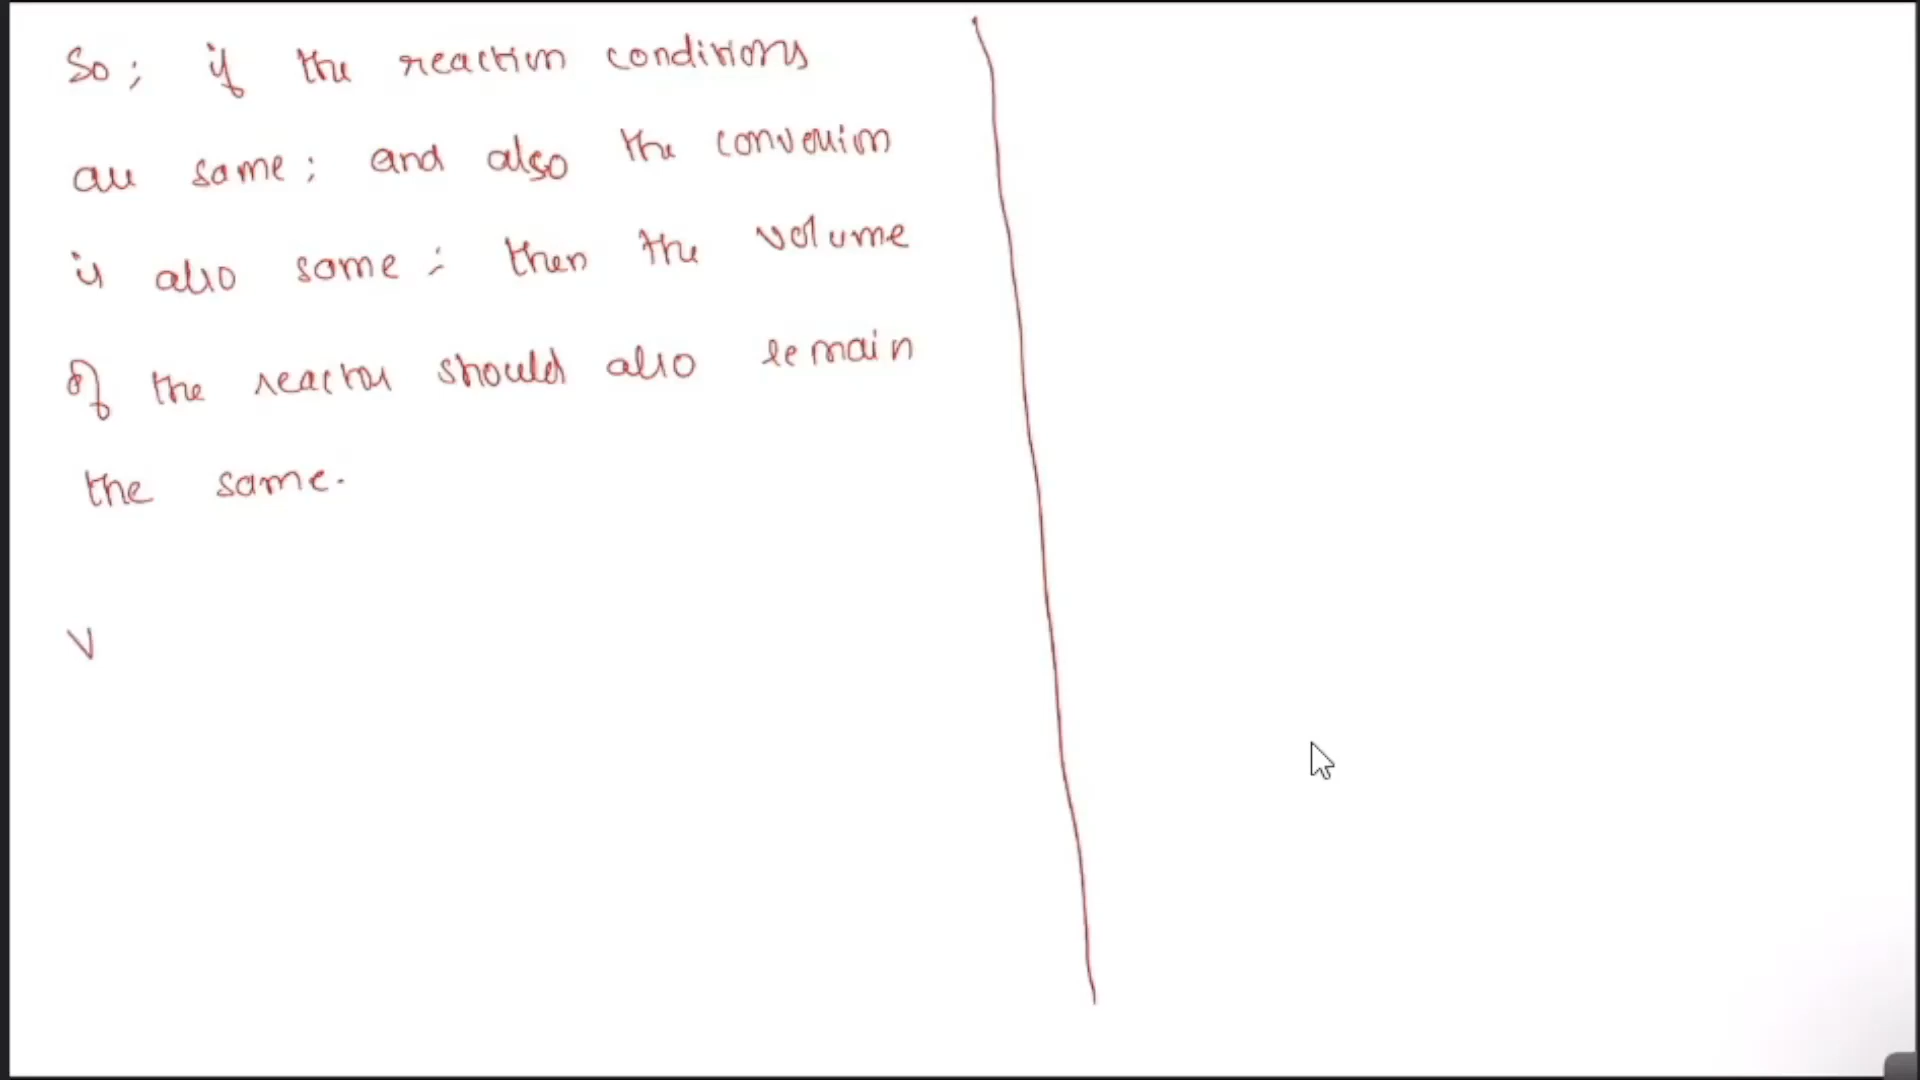 So; if the reaction conditions
are same; and also the conversion
is also same; then the volume
of the reactor should also remain
the same.
V